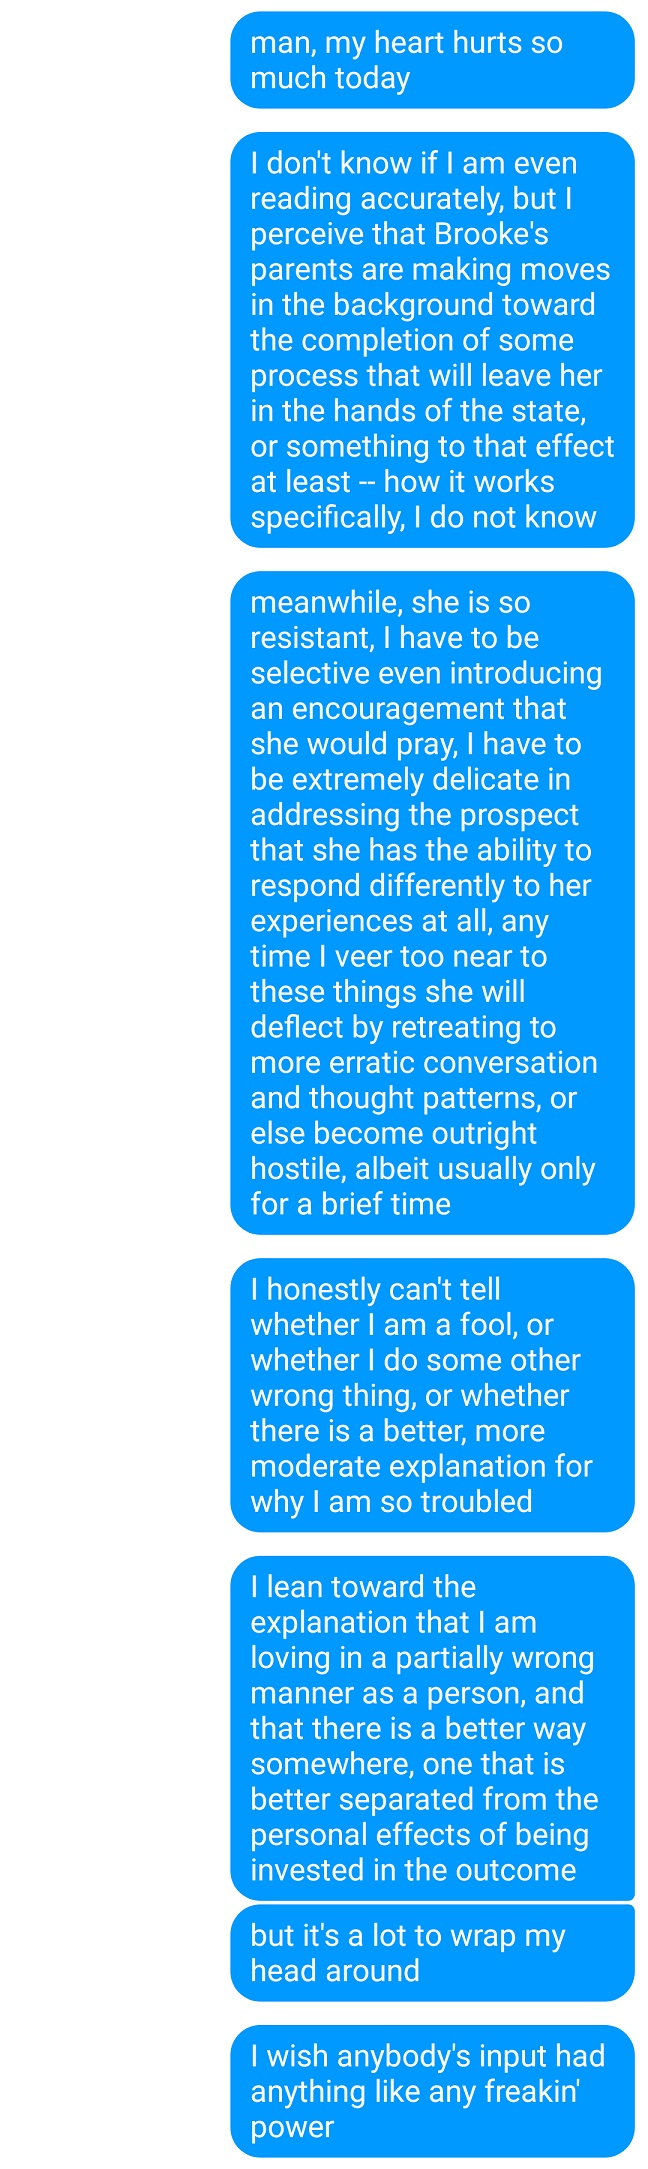 man, my heart hurts so
much today
I don't know if I am even
reading accurately, but I
perceive that Brooke's
parents are making moves
in the background toward
the completion of some
process that will leave her
in the hands of the state,
or something to that effect
at least -- how it works
specifically, I do not know
meanwhile, she is so
resistant, I have to be
selective even introducing
an encouragement that
she would pray, I have to
be extremely delicate in
addressing the prospect
that she has the ability to
respond differently to her
experiences at all, any
time I veer too near to
these things she will
deflect by retreating to
more erratic conversation
and thought patterns, or
else become outright
hostile, albeit usually only
for a brief time
I honestly can't tell
whether I am a fool, or
whether I do some other
wrong thing, or whether
there is a better, more
moderate explanation for
why I am so troubled
I lean toward the
explanation that I am
loving in a partially wrong
manner as a person, and
that there is a better way
somewhere, one that is
better separated from the
personal effects of being
invested in the outcome
but it's a lot to wrap my
head around
I wish anybody's input had
anything like any freakin'
power